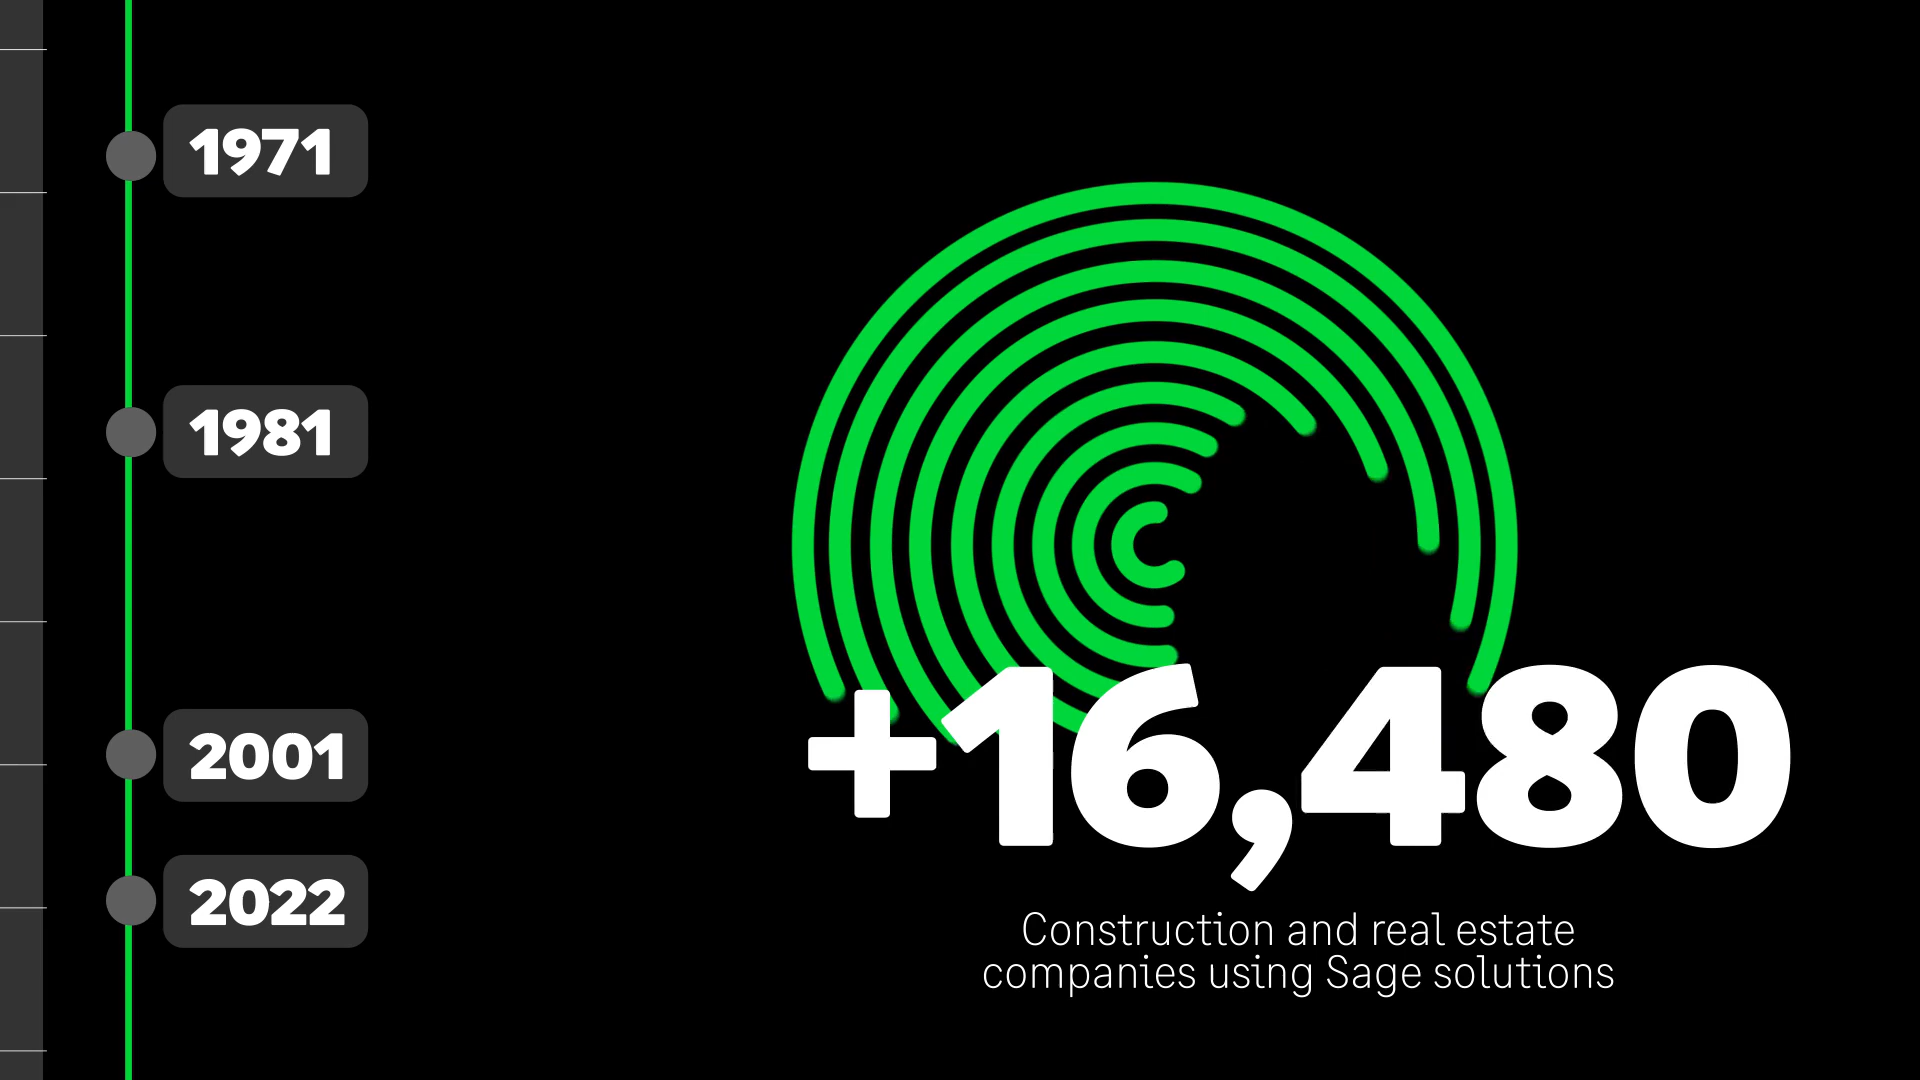 1971
1981
2001
2022
+16,480
Construction and real estate
companies using Sage solutions